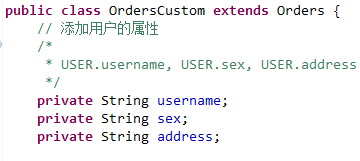 public class OrdersCustom extends Orders {
// 添加用户的属性
/*
* USER.username, USER.sex, USER.address
*/
private String username;
private String sex;
private String address;